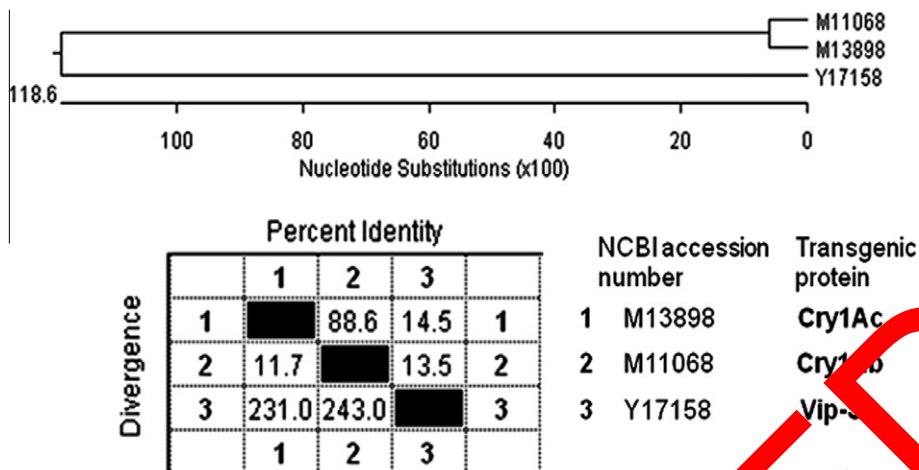 M11068
M13898
Y17158
118.6
100 80 60 40 20 0
Nucleotide Substitutions (x100)
Percent Identity
Divergence
1 2 3
1 88.6 14.5 1
2 11.7 13.5 2
3 231.0 243.0 3
1 2 3
NCBI accession number Transgenic protein
1 M13898 Cry1Ac
2 M11068
3 Y17158